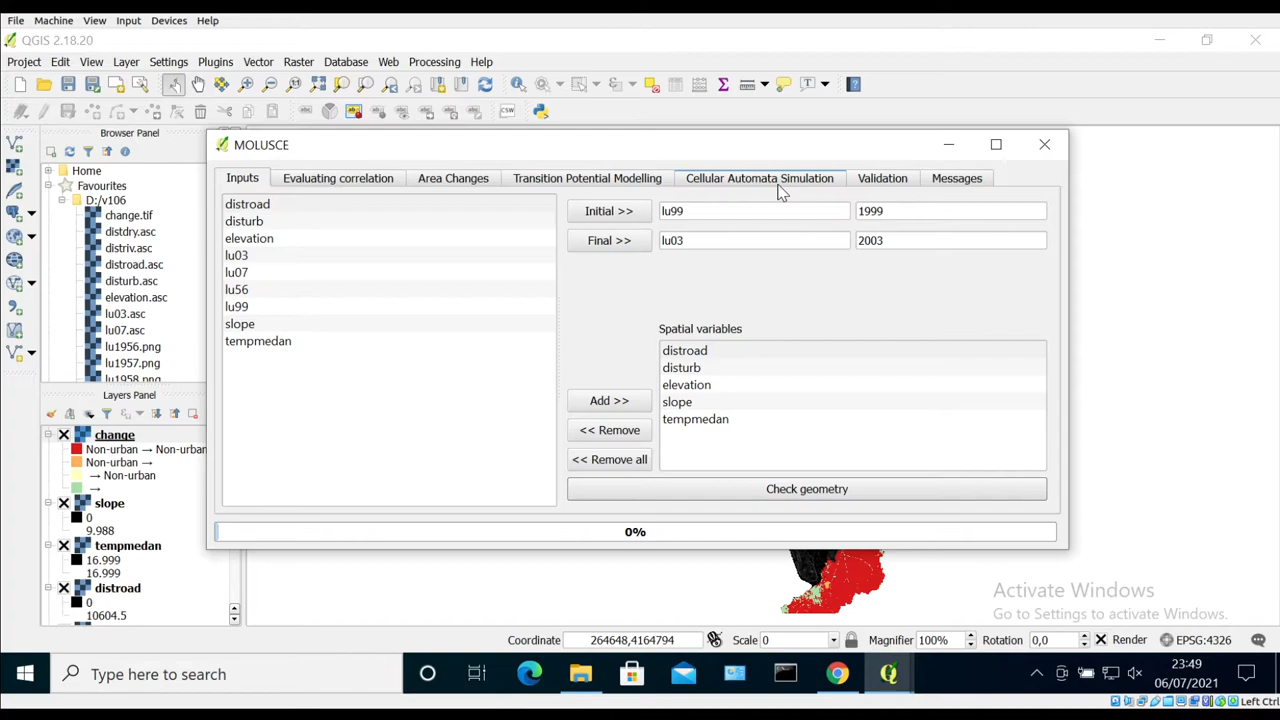 File Machine View Input Devices Help
QGIS 2.18.20
Project Edit View Layer Settings Plugins Vector Raster Database Web Processing Help
CSW
Browser Panel
Home
Favourites
D:/v106
change.tif
distdry.asc
distriv.asc
distroad.asc
disturb.asc
elevation.asc
lu03.asc
lu07.asc
lu1956.png
lu1957.png
lu1958.png
Layers Panel
change
Non-urban → Non-urban
Non-urban →
→ Non-urban
→
slope
0
9.988
tempmedan
16.999
16.999
distroad
0
10604.5
MOLUSCE
Inputs Evaluating correlation Area Changes Transition Potential Modelling Cellular Automata Simulation Validation Messages
distroad
disturb
elevation
lu03
lu07
lu56
lu99
slope
tempmedan
Initial >> lu99 1999
Final >> lu03 2003
Spatial variables
distroad
disturb
elevation
slope
tempmedan
Add >>
<< Remove
<< Remove all
Check geometry
0%
Activate Windows
Go to Settings to activate Windows.
Coordinate 264648,4164794 Scale 0 Magnifier 100% Rotation 0,0 Render EPSG:4326
Type here to search
23:49
06/07/2021
Left Ctrl